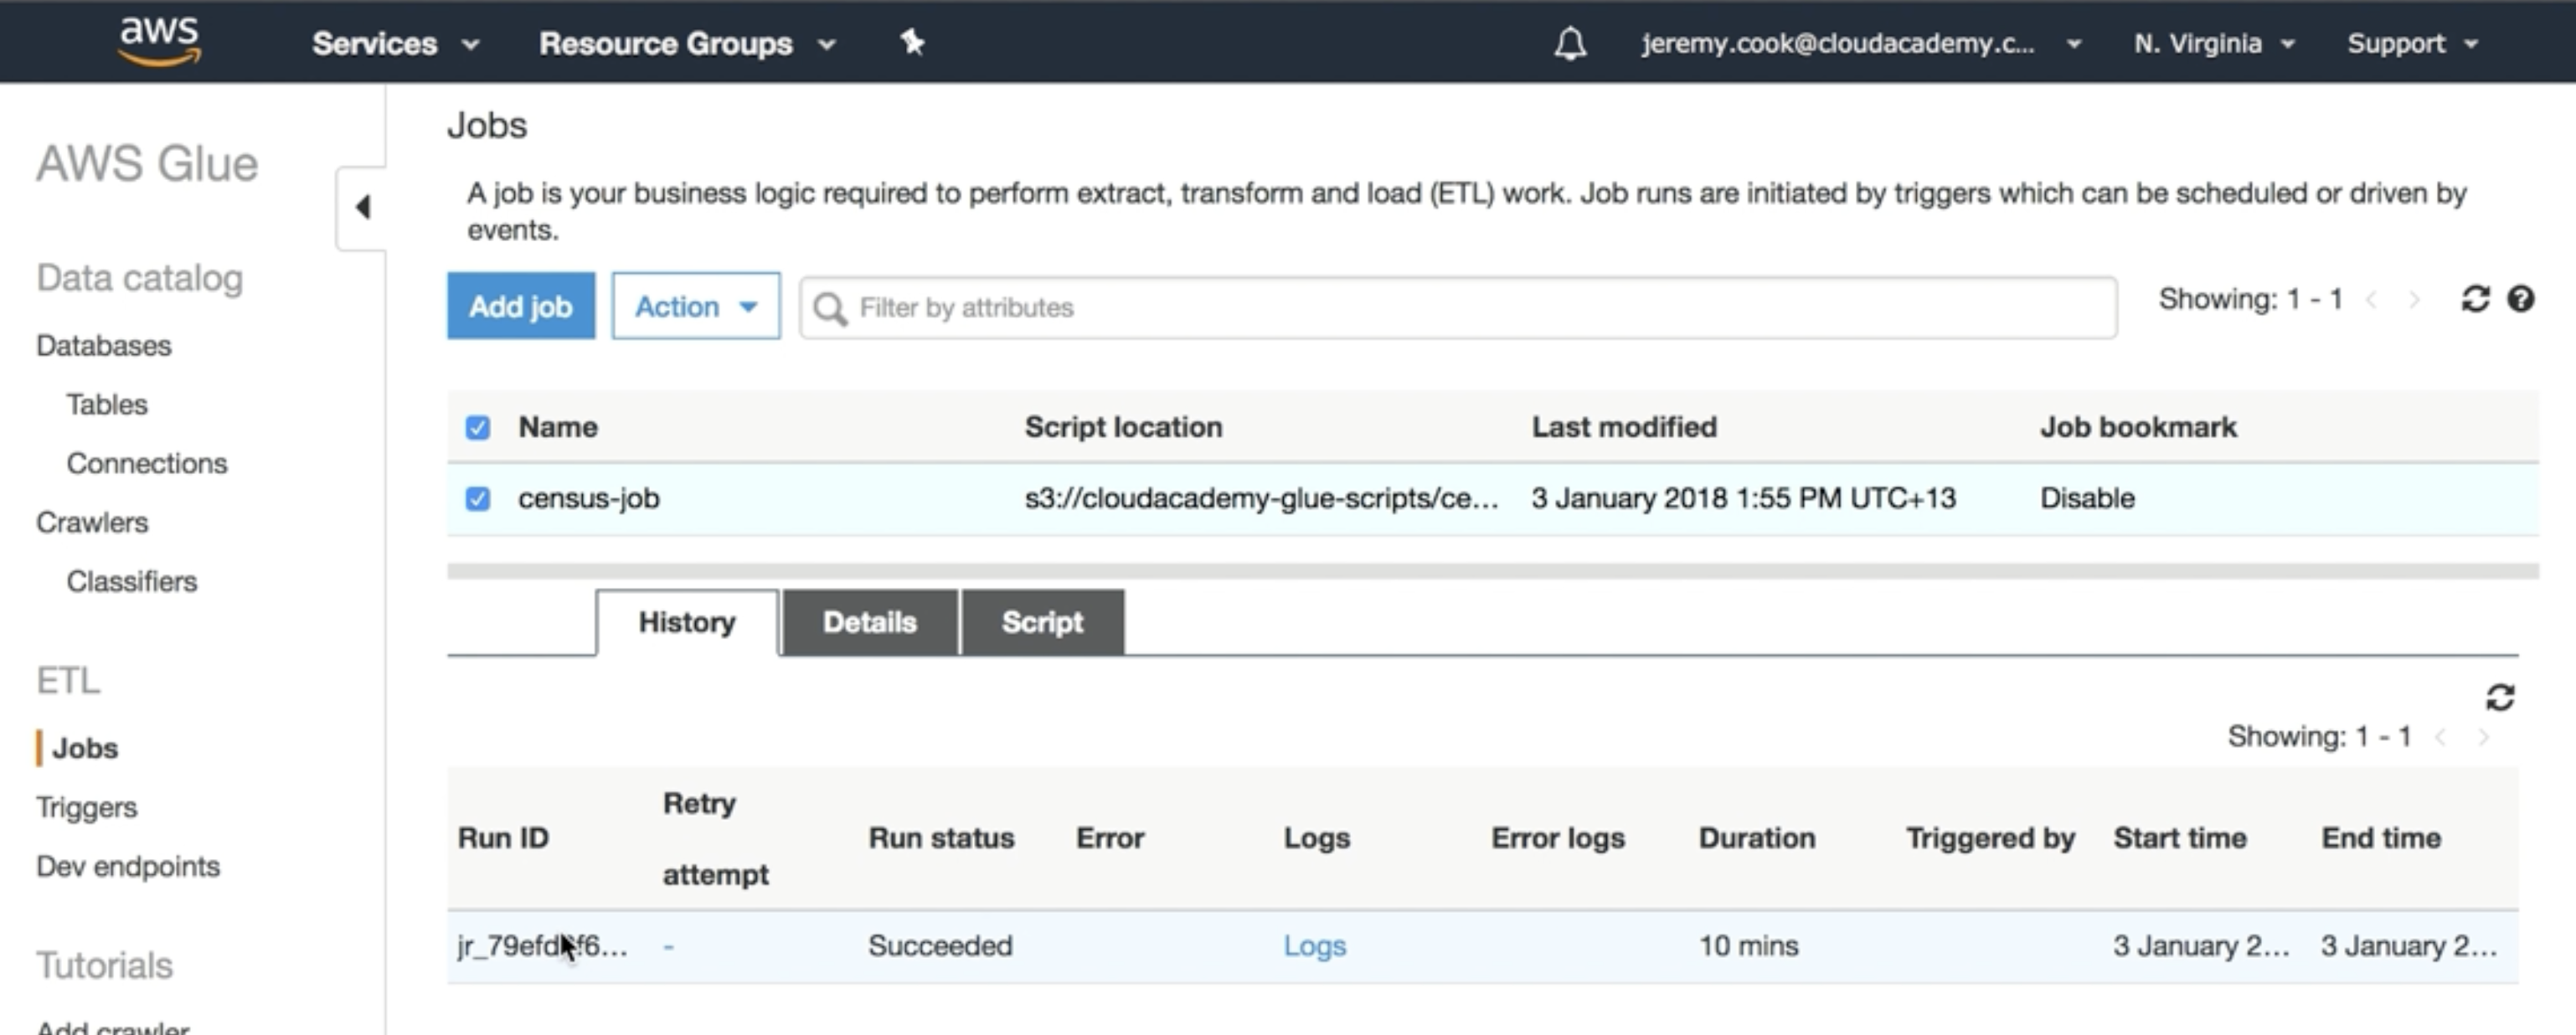 aws Services Resource Groups jeremy.cook@cloudacademy.c... N. Virginia Support
AWS Glue
Data catalog
Databases
Tables
Connections
Crawlers
Classifiers
ETL
Jobs
Triggers
Dev endpoints
Tutorials
Add crawler
Jobs
A job is your business logic required to perform extract, transform and load (ETL) work. Job runs are initiated by triggers which can be scheduled or driven by
events.
Add job Action Filter by attributes Showing: 1 - 1
Name Script location Last modified Job bookmark
census-job s3://cloudacademy-glue-scripts/ce... 3 January 2018 1:55 PM UTC+13 Disable
History Details Script
Showing: 1 - 1
Run ID Retry attempt Run status Error Logs Error logs Duration Triggered by Start time End time
- Succeeded Logs 10 mins 3 January 2... 3 January 2...